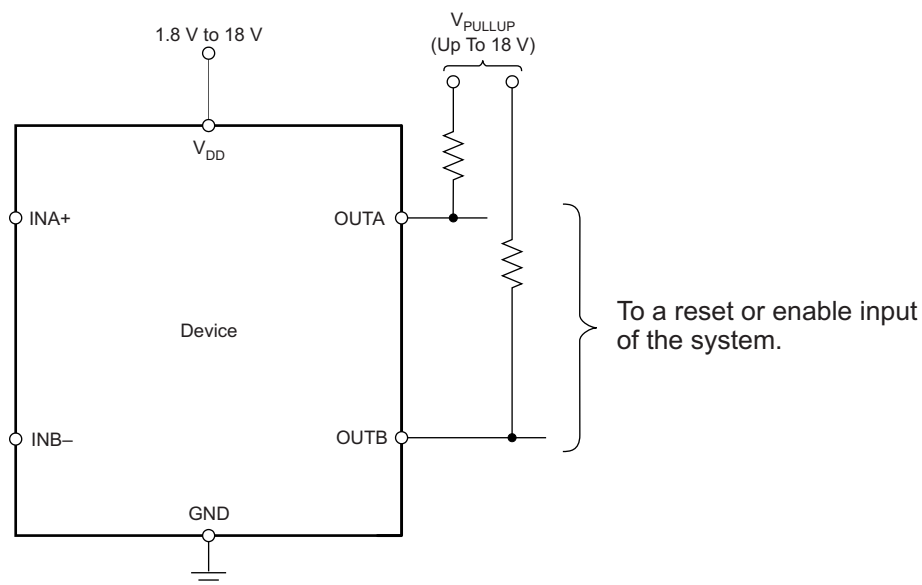 V_PULLUP
(Up To 18 V)
1.8 V to 18 V
V_DD
INA+
OUTA
Device
To a reset or enable input
of the system.
INB–
OUTB
GND